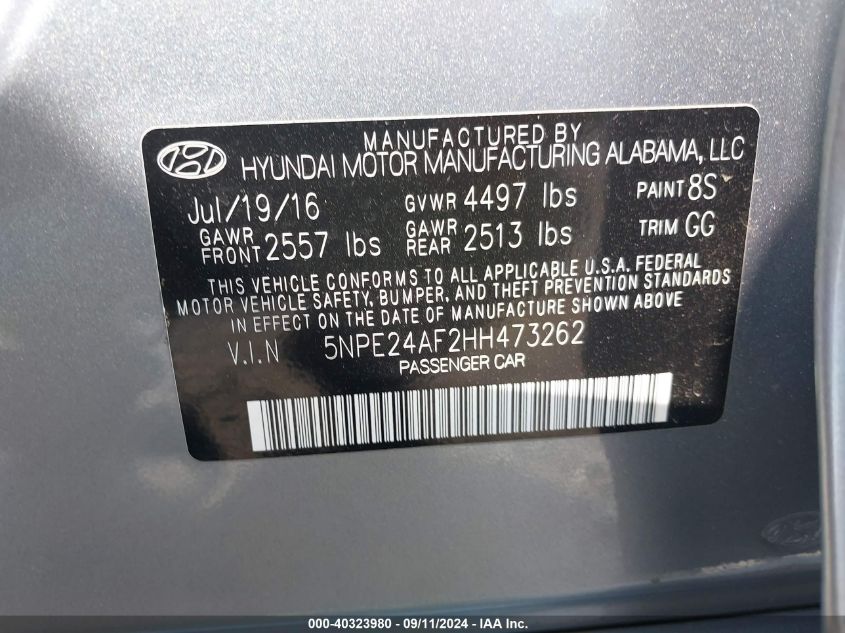 MANUFACTURED BY
HYUNDAI MOTOR MANUFACTURING ALABAMA, LLC
Jul/19/16 GVWR 4497 lbs PAINT 8S
GAWR FRONT 2557 lbs GAWR REAR 2513 lbs TRIM GG
THIS VEHICLE CONFORMS TO ALL APPLICABLE U.S.A. FEDERAL
MOTOR VEHICLE SAFETY, BUMPER, AND THEFT PREVENTION STANDARDS
IN EFFECT ON THE DATE OF MANUFACTURE SHOWN ABOVE
V.I.N 5NPE24AF2HH473262
PASSENGER CAR
000-40323980 - 09/11/2024 - IAA Inc.